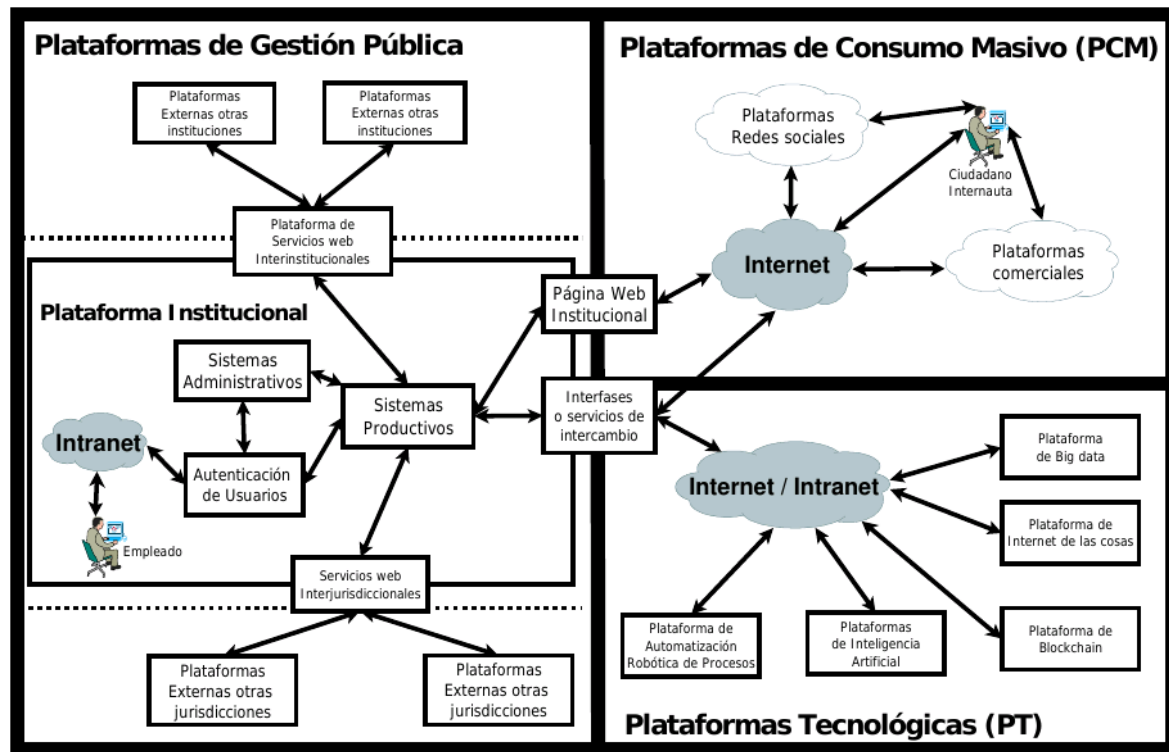 Plataformas de Gestión Pública
Plataformas
Externas otras
instituciones
Plataformas
Externas otras
instituciones
Plataforma de
Servicios web
Interinstitucionales
Plataforma Institucional
Sistemas
Administrativos
Sistemas
Productivos
Intranet
Autenticación
de Usuarios
Empleado
Servicios web
Interjurisdiccionales
Plataformas
Externas otras
jurisdicciones
Plataformas
Externas otras
jurisdicciones
Página Web
Institucional
Interfases
o servicios de
intercambio
Plataformas de Consumo Masivo (PCM)
Plataformas
Redes sociales
Ciudadano
Internauta
Internet
Plataformas
comerciales
Internet / Intranet
Plataforma
de Big data
Plataforma de
Internet de las cosas
Plataforma de
Automatización
Robótica de Procesos
Plataformas
de Inteligencia
Artificial
Plataforma de
Blockchain
Plataformas Tecnológicas (PT)